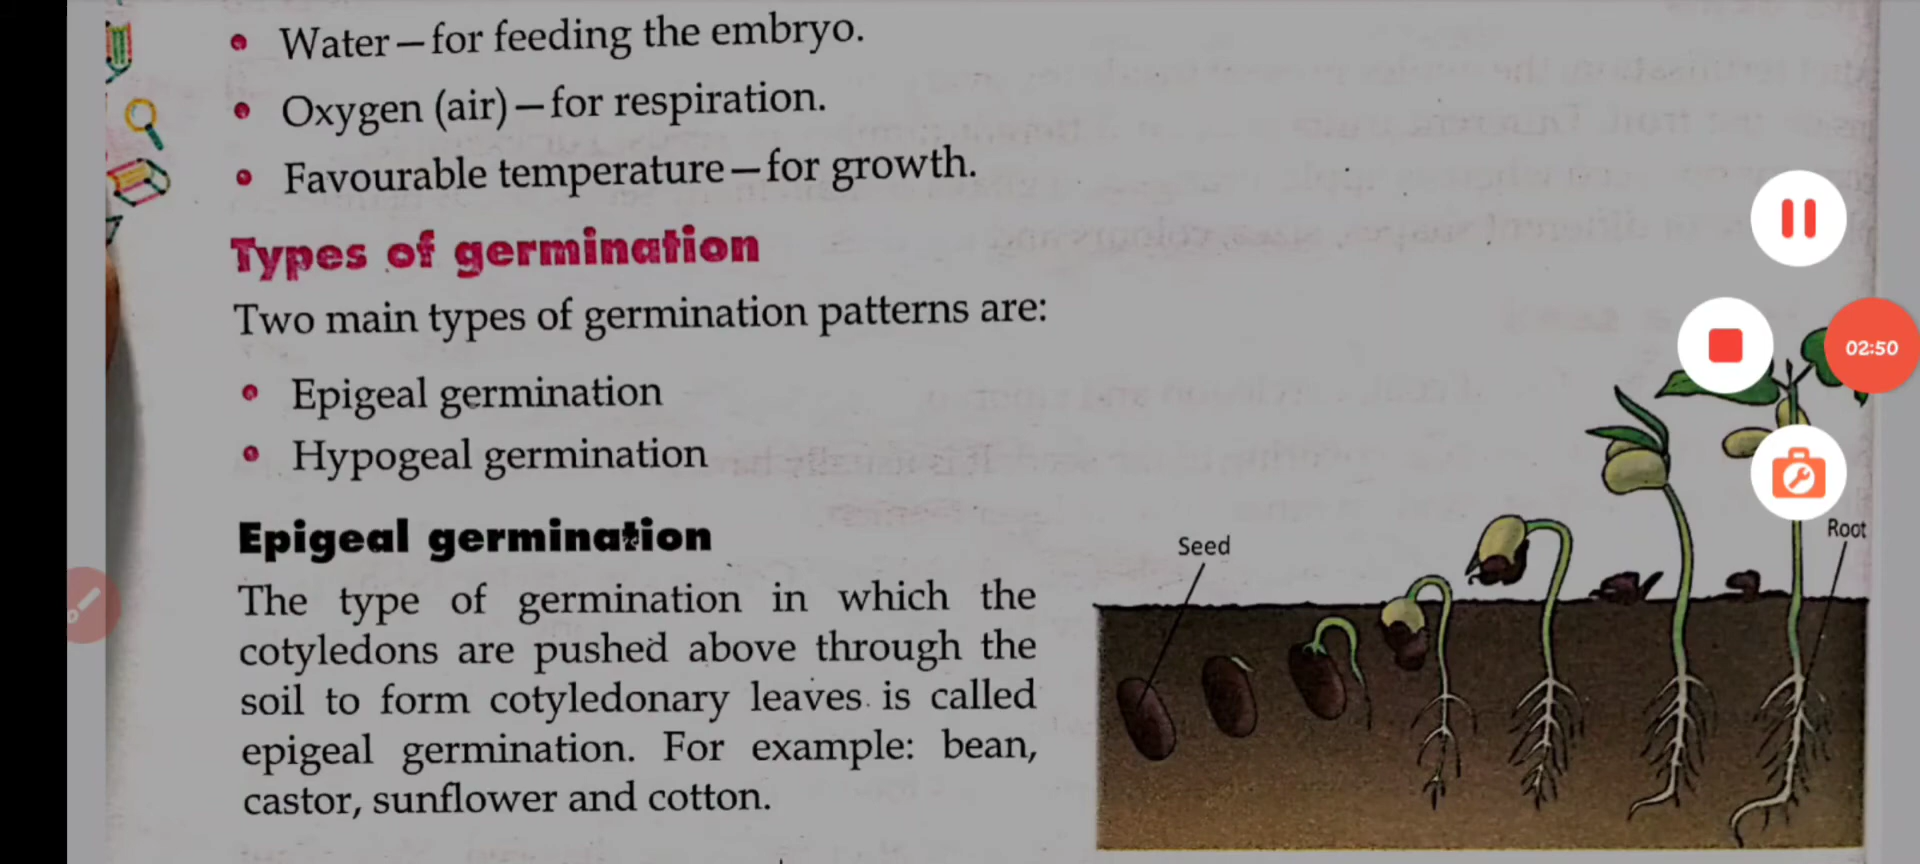 Water—for feeding the embryo.
Oxygen (air)—for respiration.
Favourable temperature—for growth.
Types of germination
Two main types of germination patterns are:
Epigeal germination
Hypogeal germination
Epigeal germination
The type of germination in which the
cotyledons are pushed above through the
soil to form cotyledonary leaves is called
epigeal germination. For example: bean,
castor, sunflower and cotton.
Seed
Root
02:50